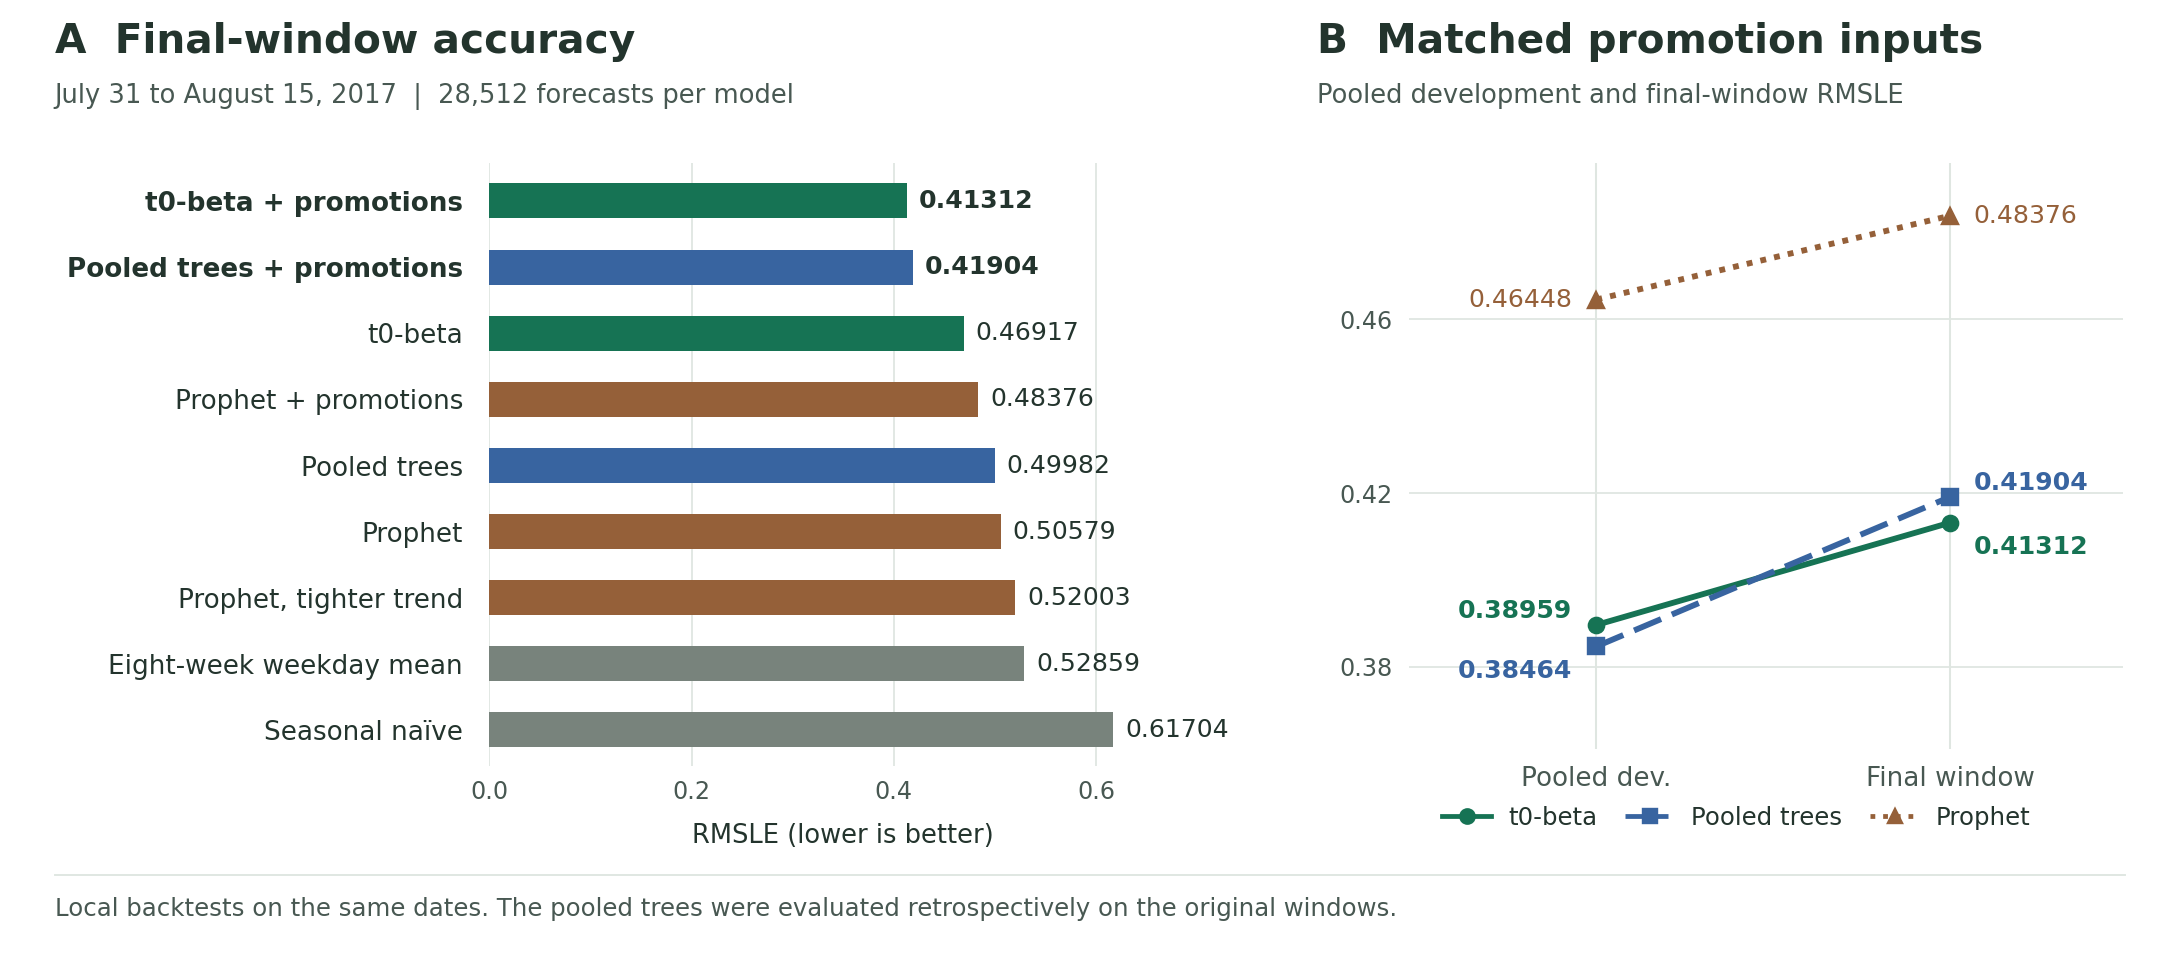 A Final-window accuracy
July 31 to August 15, 2017 | 28,512 forecasts per model
t0-beta + promotions 0.41312
Pooled trees + promotions 0.41904
t0-beta 0.46917
Prophet + promotions 0.48376
Pooled trees 0.49982
Prophet 0.50579
Prophet, tighter trend 0.52003
Eight-week weekday mean 0.52859
Seasonal naïve 0.61704
0.0 0.2 0.4 0.6
RMSLE (lower is better)
B Matched promotion inputs
Pooled development and final-window RMSLE
0.48376
0.46448
0.46
0.41904
0.42
0.41312
0.38959
0.38464
0.38
Pooled dev. Final window
t0-beta Pooled trees Prophet
Local backtests on the same dates. The pooled trees were evaluated retrospectively on the original windows.